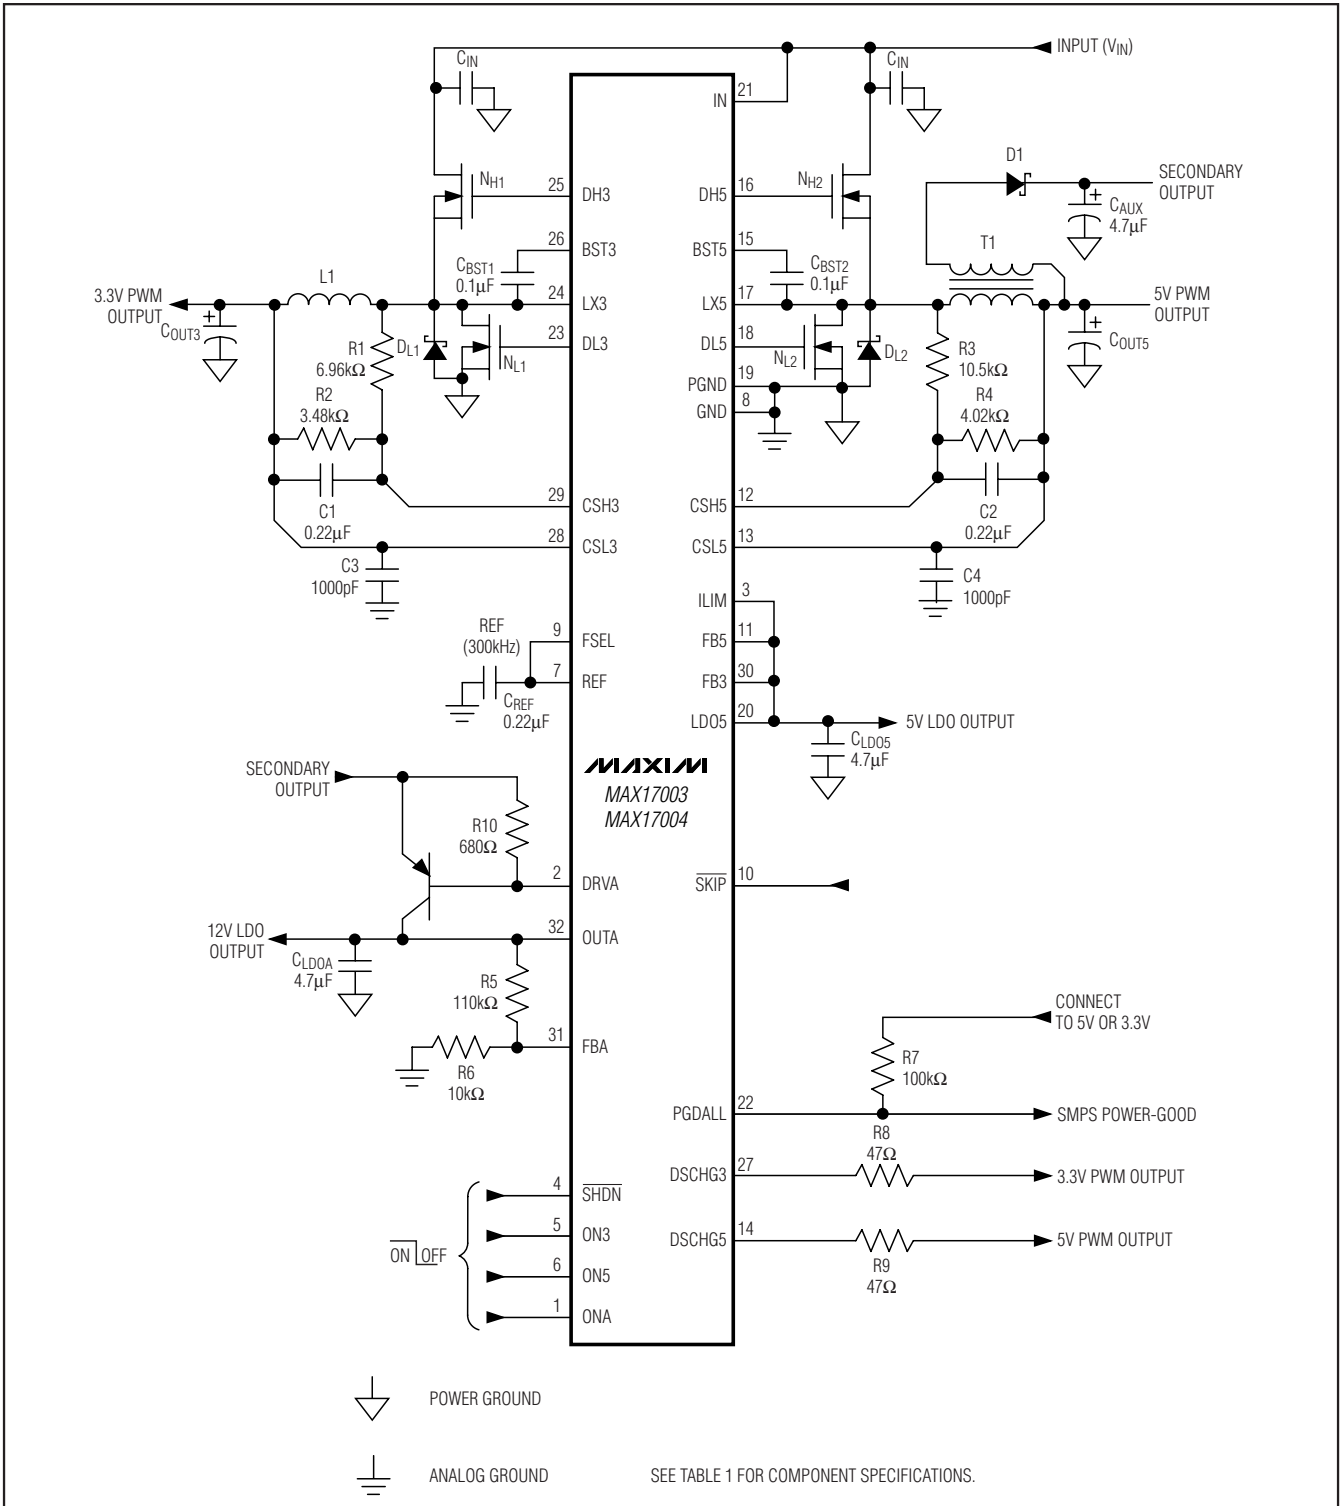 INPUT (VIN)
CIN
CIN
21
IN
D1
SECONDARY
OUTPUT
NH1
25
DH3
DH5
16
NH2
CAUX
4.7µF
+
26
BST3
BST5
15
T1
CBST1
0.1µF
CBST2
0.1µF
L1
3.3V PWM
OUTPUT
24
LX3
LX5
17
5V PWM
OUTPUT
+
COUT3
+
COUT5
R1
6.96kΩ
DL1
NL1
23
DL3
DL5
18
NL2
DL2
R3
10.5kΩ
PGND
19
R2
3.48kΩ
GND
8
R4
4.02kΩ
C1
0.22µF
29
CSH3
CSH5
12
C2
0.22µF
28
CSL3
CSL5
13
C3
1000pF
C4
1000pF
ILIM
3
REF
(300kHz)
9
FSEL
FB5
11
7
REF
FB3
30
CREF
0.22µF
LDO5
20
5V LDO OUTPUT
CLDO5
4.7µF
SECONDARY
OUTPUT
MAXIM
MAX17003
MAX17004
R10
680Ω
2
DRVA
SKIP
10
12V LDO
OUTPUT
32
OUTA
CLDOA
4.7µF
R5
110kΩ
CONNECT
TO 5V OR 3.3V
31
FBA
R6
10kΩ
R7
100kΩ
PGDALL
22
SMPS POWER-GOOD
R8
47Ω
DSCHG3
27
3.3V PWM OUTPUT
4
SHDN
5
ON3
DSCHG5
14
5V PWM OUTPUT
ON OFF
R9
47Ω
6
ON5
1
ONA
POWER GROUND
ANALOG GROUND
SEE TABLE 1 FOR COMPONENT SPECIFICATIONS.